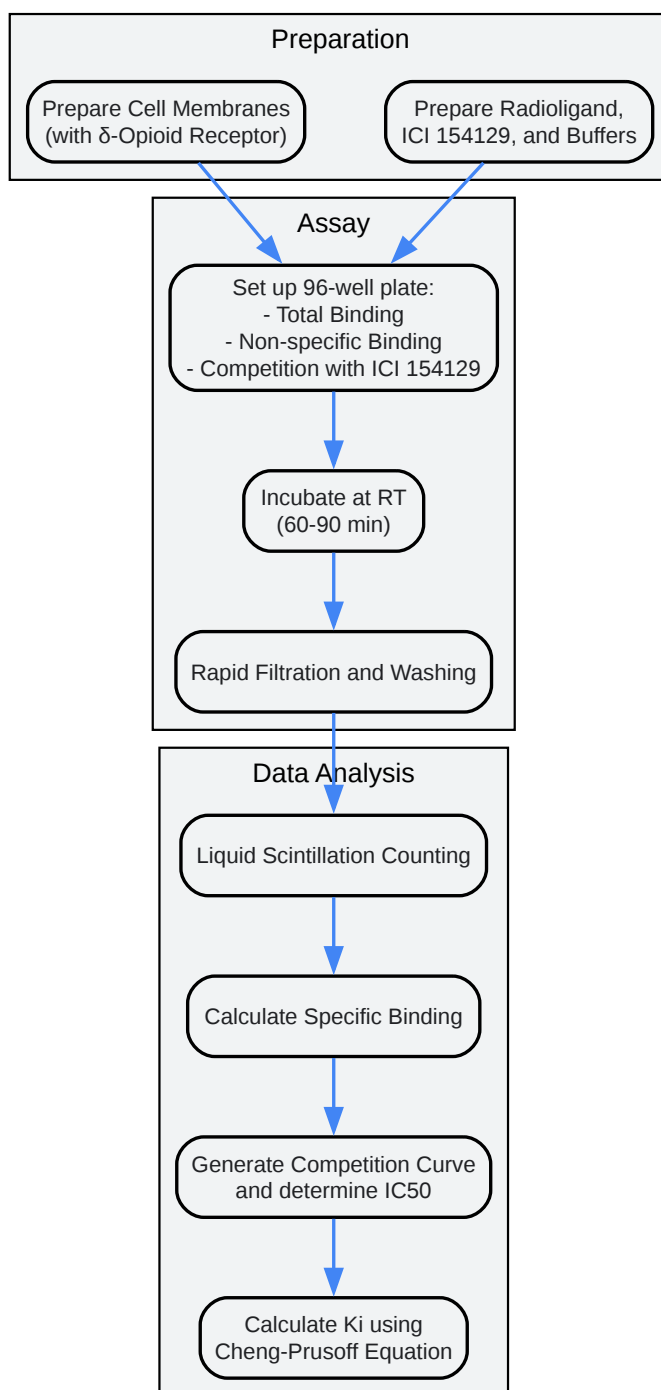 Preparation
Prepare Cell Membranes
(with δ-Opioid Receptor)
Prepare Radioligand,
ICI 154129, and Buffers
Assay
Set up 96-well plate:
- Total Binding
- Non-specific Binding
- Competition with ICI 154129
Incubate at RT
(60-90 min)
Rapid Filtration and Washing
Data Analysis
Liquid Scintillation Counting
Calculate Specific Binding
Generate Competition Curve
and determine IC50
Calculate Ki using
Cheng-Prusoff Equation